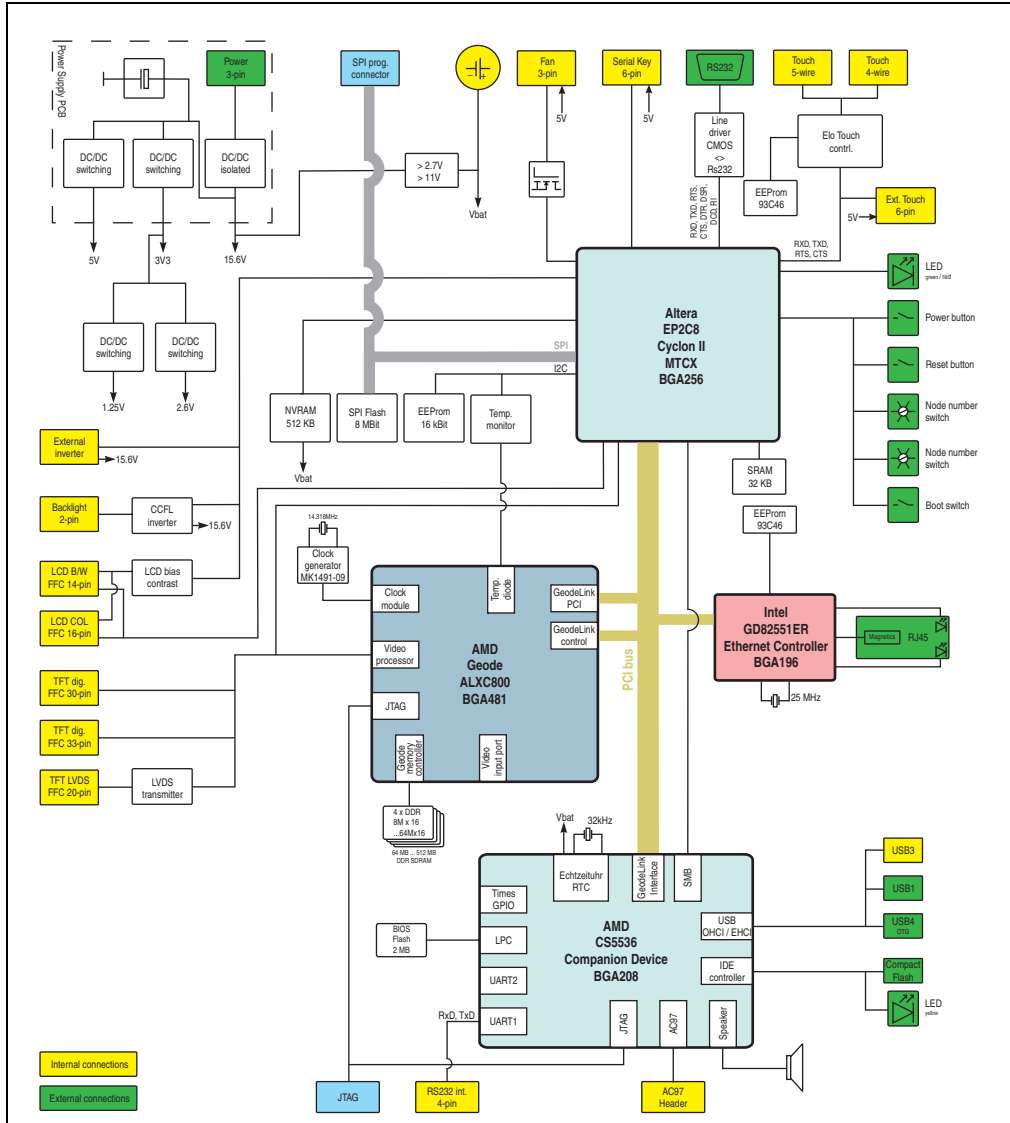 Power Supply PCB
Power
3-pin
DC/DC
switching
DC/DC
switching
DC/DC
isolated
5V
3V3
15.6V
DC/DC
switching
DC/DC
switching
1.25V
2.6V
SPI prog.
connector
> 2.7V
> 11V
Vbat
Fan
3-pin
5V
Serial Key
6-pin
5V
RS232
Line
driver
CMOS
<>
Rs232
RXD, TXD, RTS,
CTS, DTR, DSR,
DCD, RI
Touch
5-wire
Touch
4-wire
Elo Touch
contrl.
EEProm
93C46
Ext. Touch
6-pin
5V
RXD, TXD,
RTS, CTS
Altera
EP2C8
Cyclon II
MTCX
BGA256
SPI
I2C
LED
green / red
Power button
Reset button
Node number
switch
Node number
switch
Boot switch
NVRAM
512 KB
Vbat
SPI Flash
8 MBit
EEProm
16 kBit
Temp.
monitor
SRAM
32 KB
EEProm
93C46
External
inverter
15.6V
Backlight
2-pin
CCFL
inverter
15.6V
LCD B/W
FFC 14-pin
LCD bias
contrast
LCD COL
FFC 16-pin
TFT dig.
FFC 30-pin
TFT dig.
FFC 33-pin
TFT LVDS
FFC 20-pin
LVDS
transmitter
14.318MHz
Clock
generator
MK1491-09
Clock
module
Temp.
diode
GeodeLink
PCI
GeodeLink
control
Video
processor
JTAG
AMD
Geode
ALXC800
BGA481
Geode
memory
controller
Video
input port
4 x DDR
8M x 16
...64Mx16
64 MB ... 512 MB
DDR SDRAM
PCI bus
Intel
GD82551ER
Ethernet Controller
BGA196
25 MHz
Magnetics
RJ45
Vbat
32kHz
Echtzeituhr
RTC
GeodeLink
Interface
SMB
Times
GPIO
LPC
UART2
UART1
BIOS
Flash
2 MB
RxD, TxD
AMD
CS5536
Companion Device
BGA208
USB
OHCI / EHCI
IDE
controller
JTAG
AC97
Speaker
USB3
USB1
USB4
OTG
Compact
Flash
LED
yellow
Internal connections
External connections
JTAG
RS232 int.
4-pin
AC97
Header